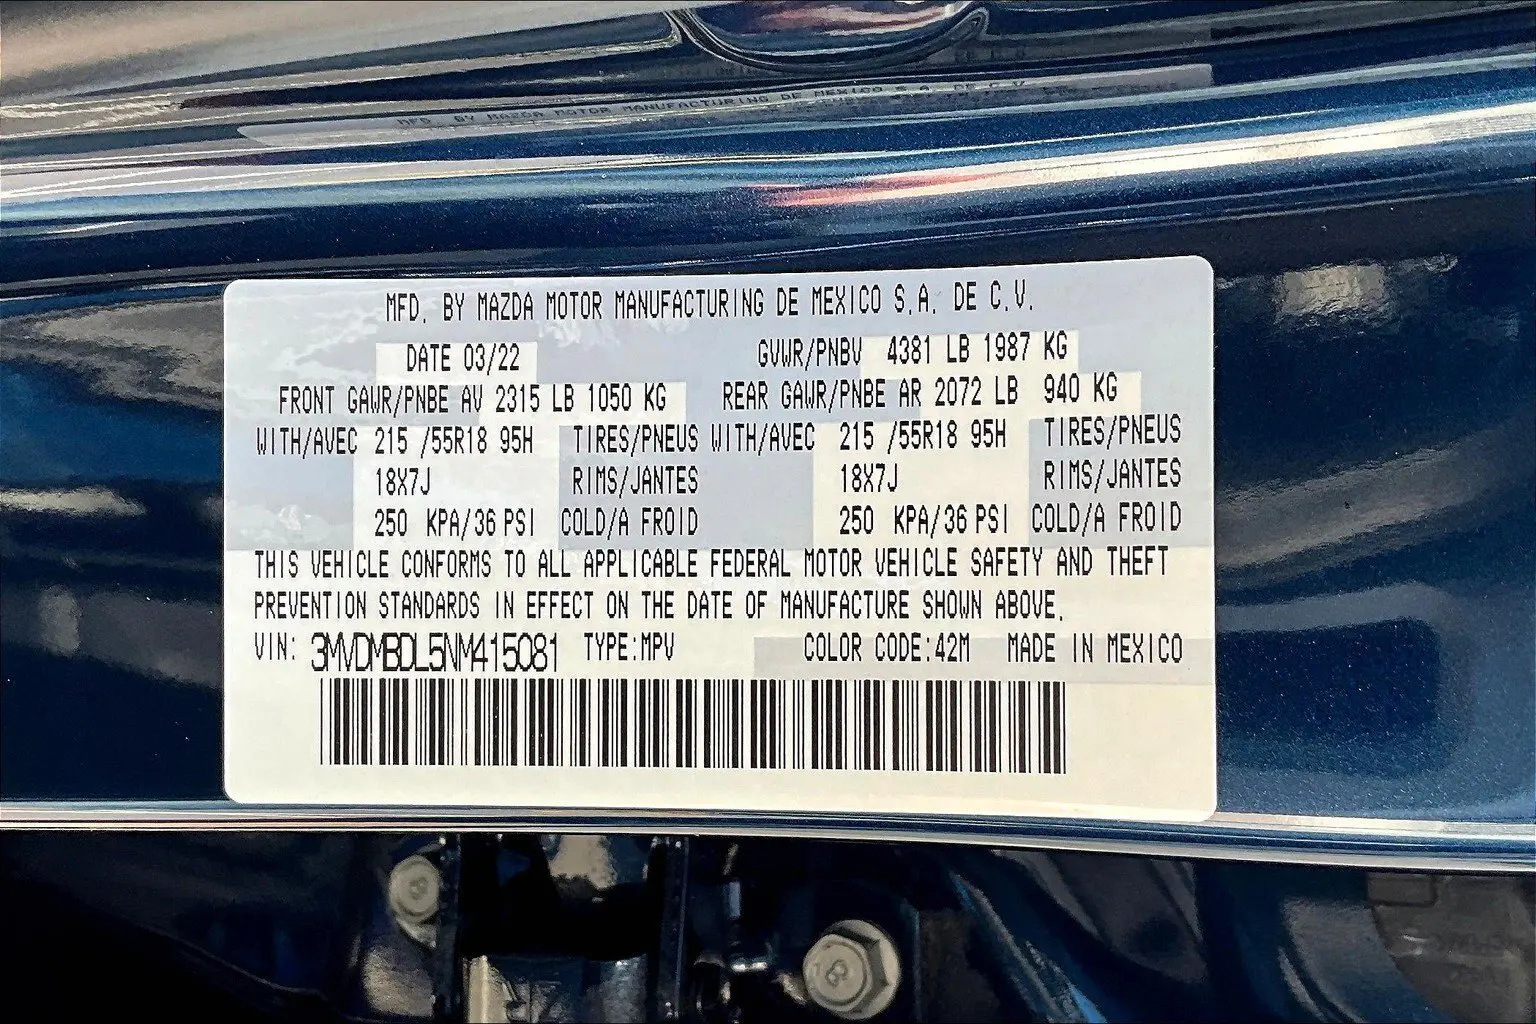 MFD. BY MAZDA MOTOR MANUFACTURING DE MEXICO S.A. DE C.V.
DATE 03/22 GVWR/PNBV 4381 LB 1987 KG
FRONT GAWR/PNBE AV 2315 LB 1050 KG REAR GAWR/PNBE AR 2072 LB 940 KG
WITH/AVEC 215 /55R18 95H TIRES/PNEUS WITH/AVEC 215 /55R18 95H TIRES/PNEUS
18X7J RIMS/JANTES 18X7J RIMS/JANTES
250 KPA/36 PSI COLD/A FROID 250 KPA/36 PSI COLD/A FROID
THIS VEHICLE CONFORMS TO ALL APPLICABLE FEDERAL MOTOR VEHICLE SAFETY AND THEFT
PREVENTION STANDARDS IN EFFECT ON THE DATE OF MANUFACTURE SHOWN ABOVE.
VIN: 3MVDMBDL5NM415081 TYPE:MPV COLOR CODE:42M MADE IN MEXICO
8
8